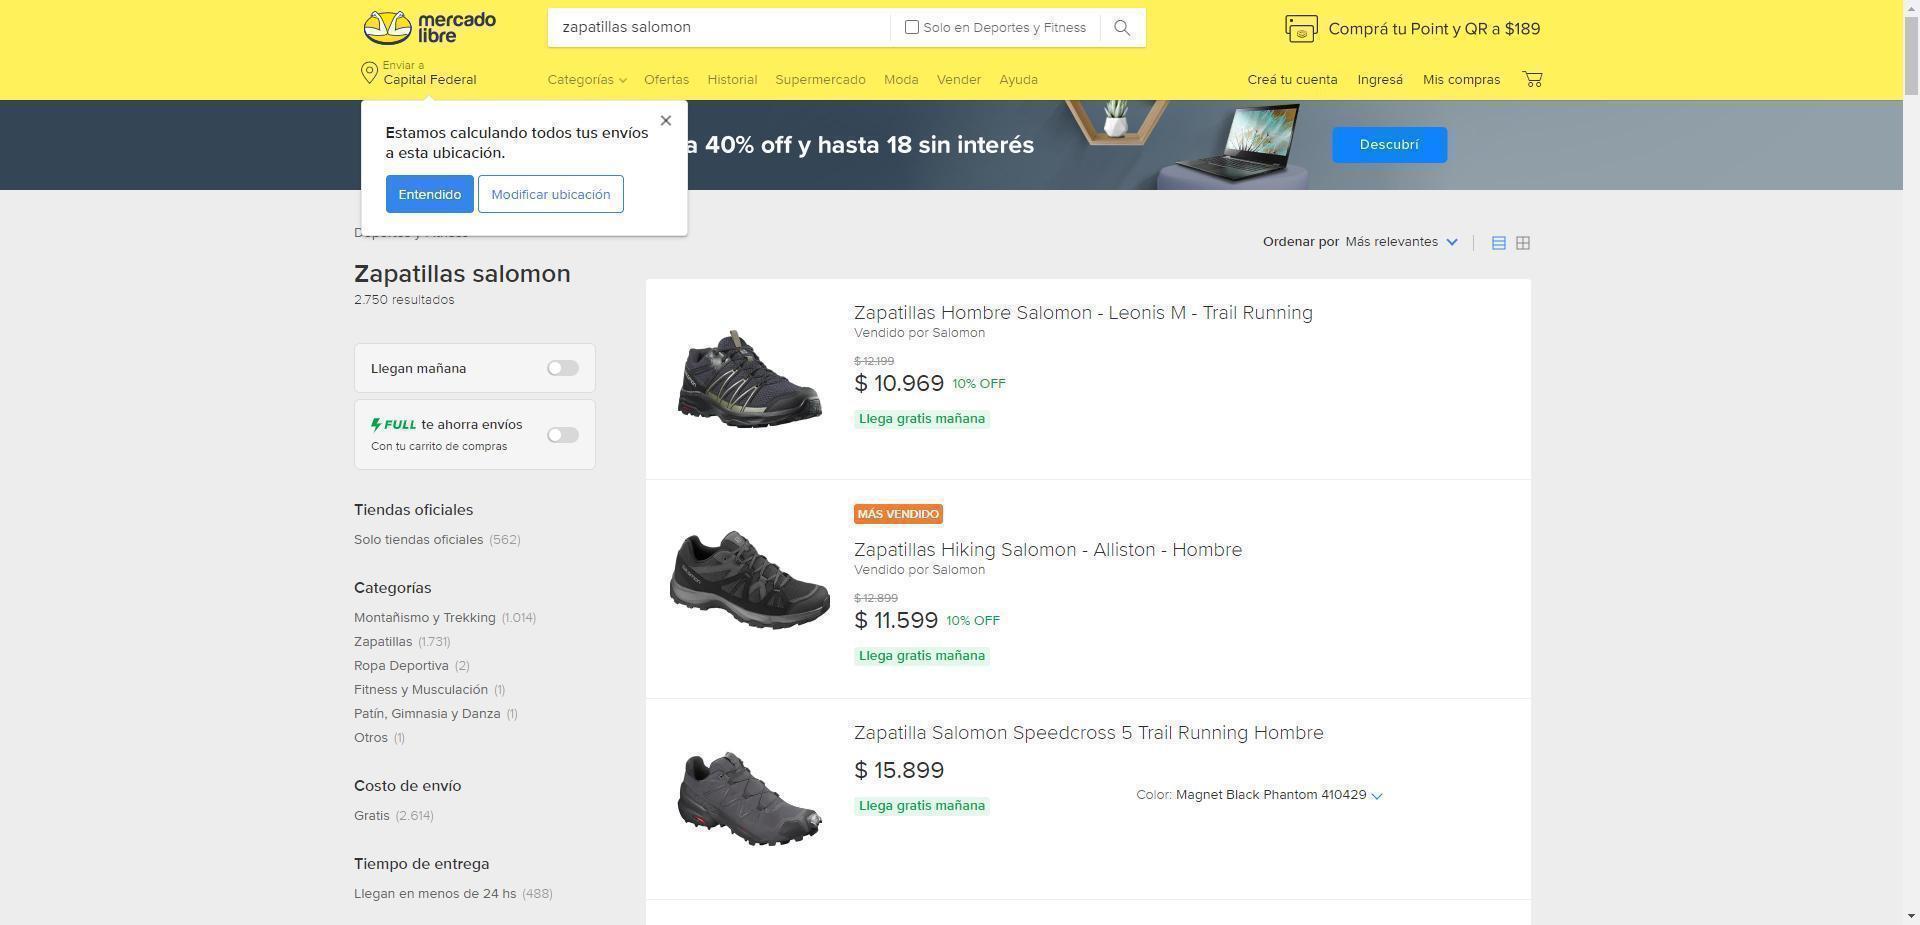 mercado
libre
zapatillas salomon
Solo en Deportes y Fitness
Comprá tu Point y QR a $189
Enviar a
Capital Federal
Categorías
Ofertas
Historial
Supermercado
Moda
Vender
Ayuda
Creá tu cuenta
Ingresá
Mis compras
Estamos calculando todos tus envíos
a esta ubicación.
Entendido
Modificar ubicación
a 40% off y hasta 18 sin interés
Descubrí
Ordenar por Más relevantes
Zapatillas salomon
2.750 resultados
Llegan mañana
FULL te ahorra envíos
Con tu carrito de compras
Tiendas oficiales
Solo tiendas oficiales (562)
Categorías
Montañismo y Trekking (1.014)
Zapatillas (1.731)
Ropa Deportiva (2)
Fitness y Musculación (1)
Patín, Gimnasia y Danza (1)
Otros (1)
Costo de envío
Gratis (2.614)
Tiempo de entrega
Llegan en menos de 24 hs (488)
Zapatillas Hombre Salomon - Leonis M - Trail Running
Vendido por Salomon
$ 12.199
$ 10.969 10% OFF
Llega gratis mañana
MÁS VENDIDO
Zapatillas Hiking Salomon - Alliston - Hombre
Vendido por Salomon
$ 12.899
$ 11.599 10% OFF
Llega gratis mañana
Zapatilla Salomon Speedcross 5 Trail Running Hombre
$ 15.899
Llega gratis mañana
Color: Magnet Black Phantom 410429